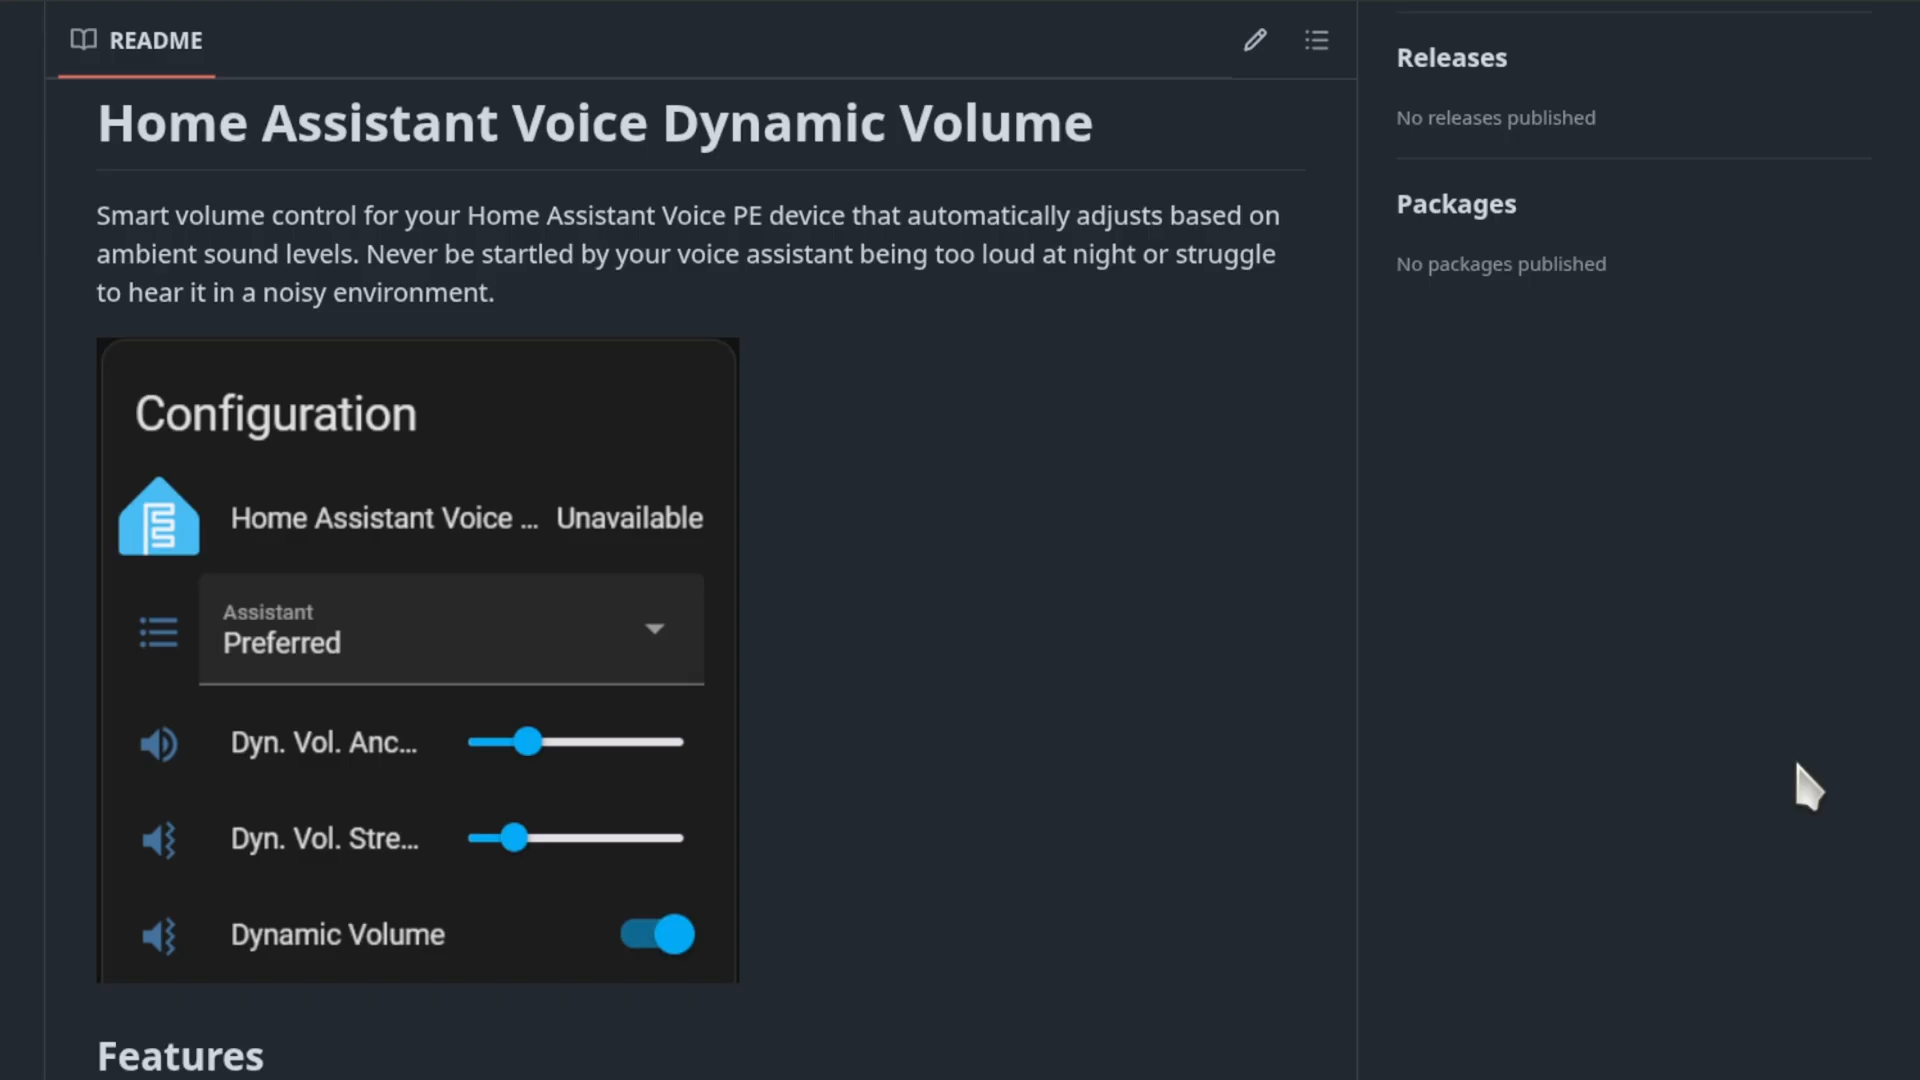 README
Home Assistant Voice Dynamic Volume
Smart volume control for your Home Assistant Voice PE device that automatically adjusts based on
ambient sound levels. Never be startled by your voice assistant being too loud at night or struggle
to hear it in a noisy environment.
Configuration
Home Assistant Voice ... Unavailable
Assistant
Preferred
Dyn. Vol. Anc...
Dyn. Vol. Stre...
Dynamic Volume
Features
Releases
No releases published
Packages
No packages published